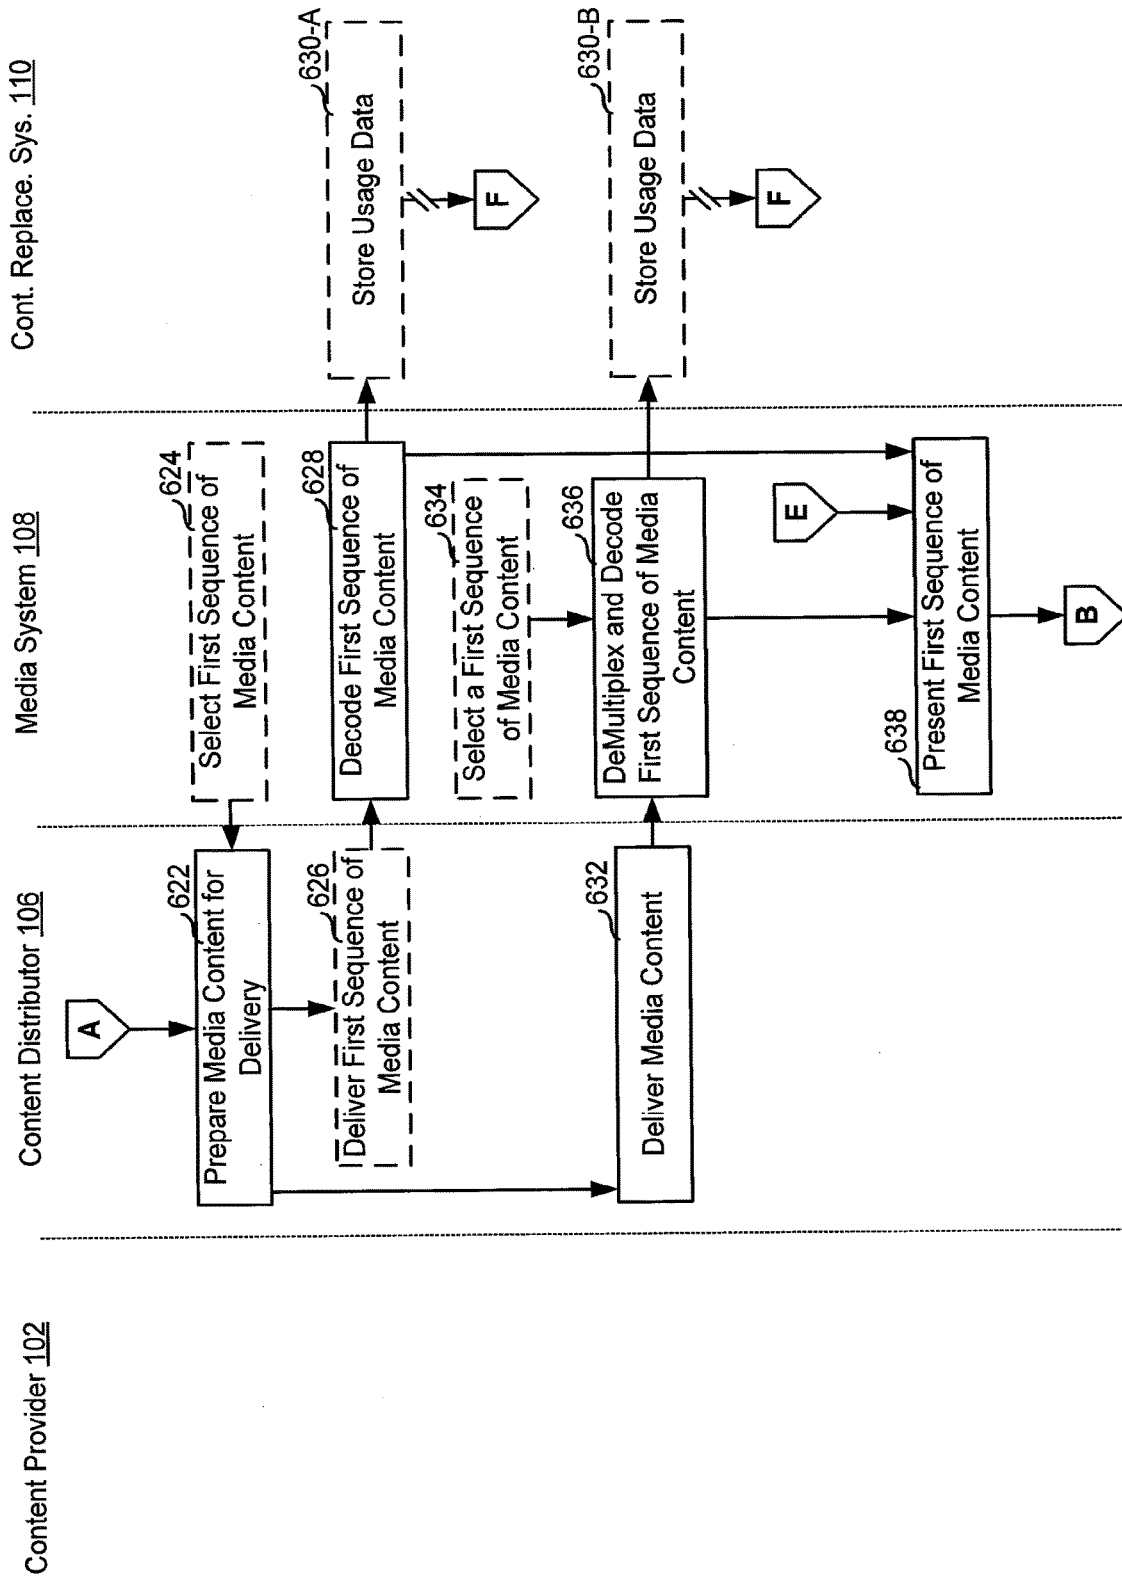 Content Provider 102
Content Distributor 106
Media System 108
Cont. Replace. Sys. 110
A
622
Prepare Media Content for
Delivery
624
Select First Sequence of
Media Content
626
Deliver First Sequence of
Media Content
628
Decode First Sequence of
Media Content
630-A
Store Usage Data
F
634
Select a First Sequence
of Media Content
632
Deliver Media Content
636
DeMultiplex and Decode
First Sequence of Media
Content
630-B
Store Usage Data
F
E
638
Present First Sequence of
Media Content
B